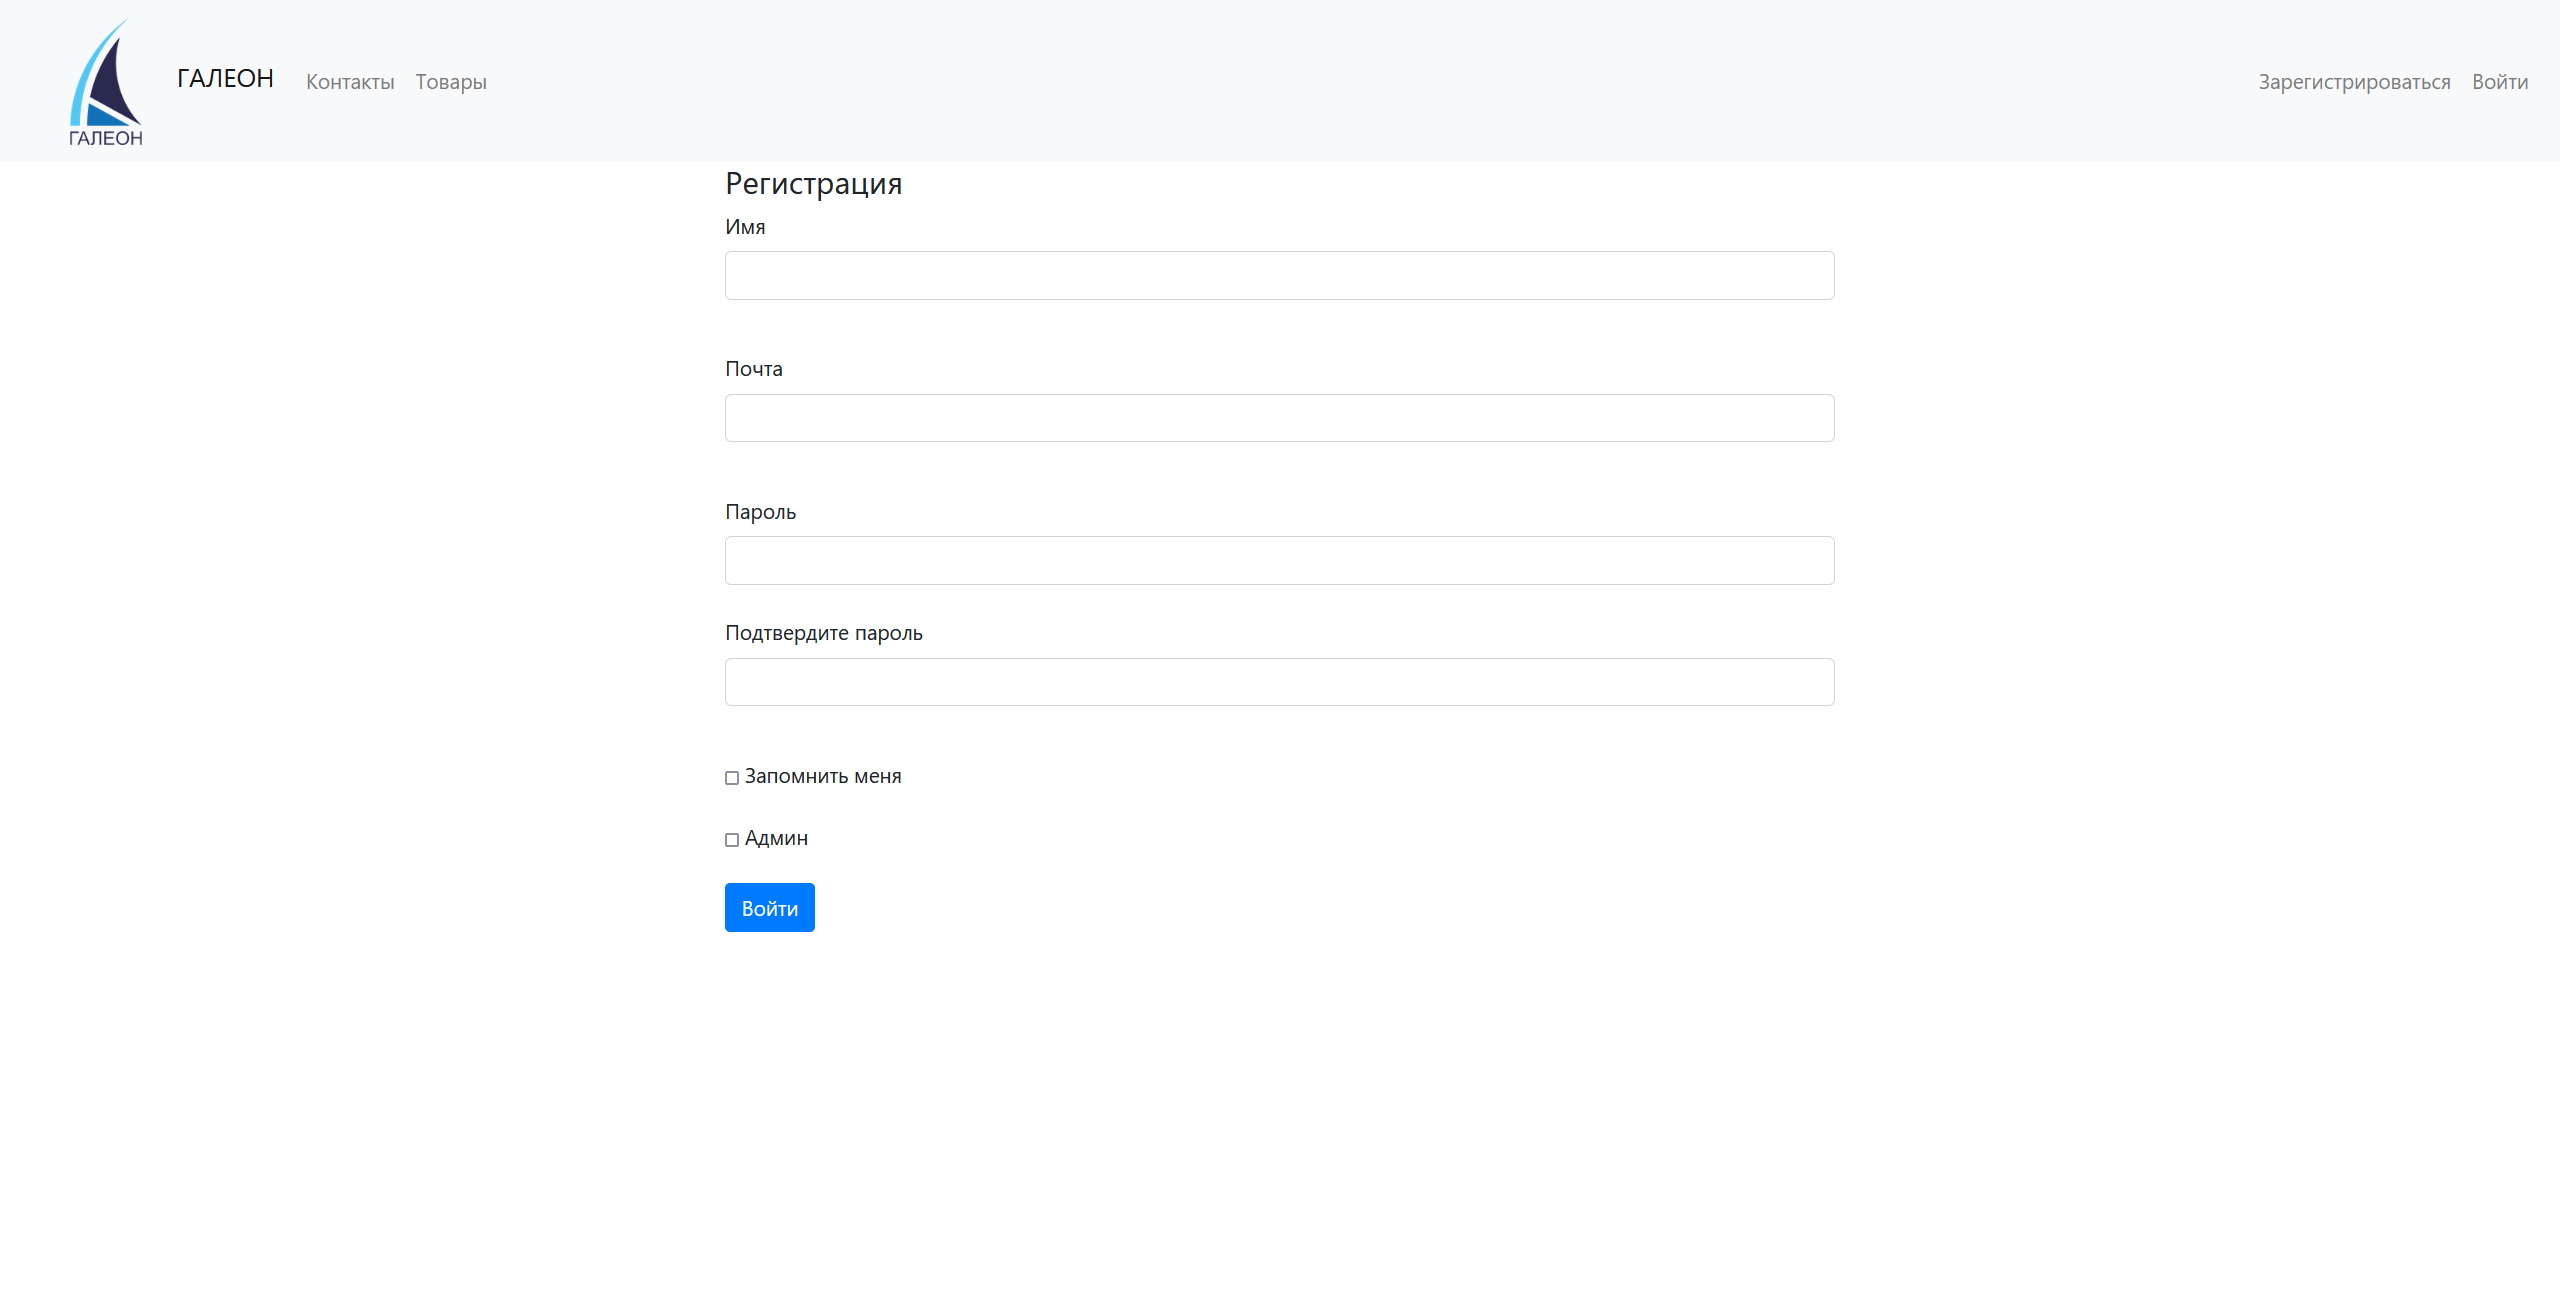 ГАЛЕОН
ГАЛЕОН Контакты Товары Зарегистрироваться Войти
Регистрация
Имя
Почта
Пароль
Подтвердите пароль
Запомнить меня
Админ
Войти